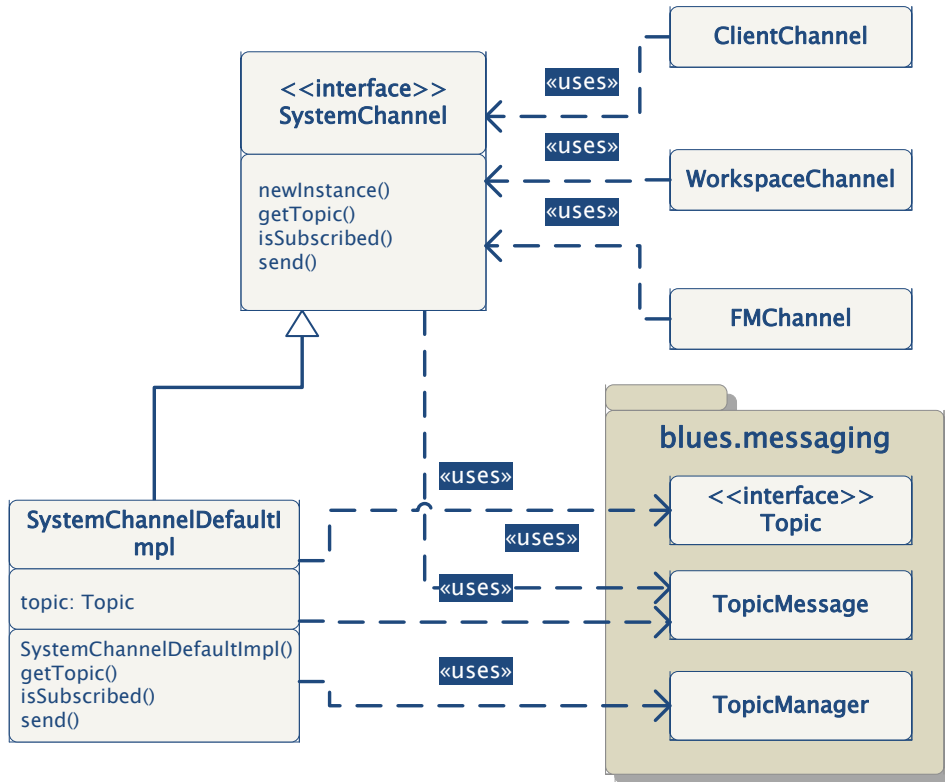 ClientChannel
<<interface>>
SystemChannel
«uses»
«uses»
WorkspaceChannel
newInstance()
getTopic()
isSubscribed()
send()
«uses»
FMChannel
blues.messaging
«uses»
<<interface>>
Topic
SystemChannelDefaultI
mpl
«uses»
topic: Topic
«uses»
TopicMessage
SystemChannelDefaultImpl()
getTopic()
isSubscribed()
send()
«uses»
TopicManager